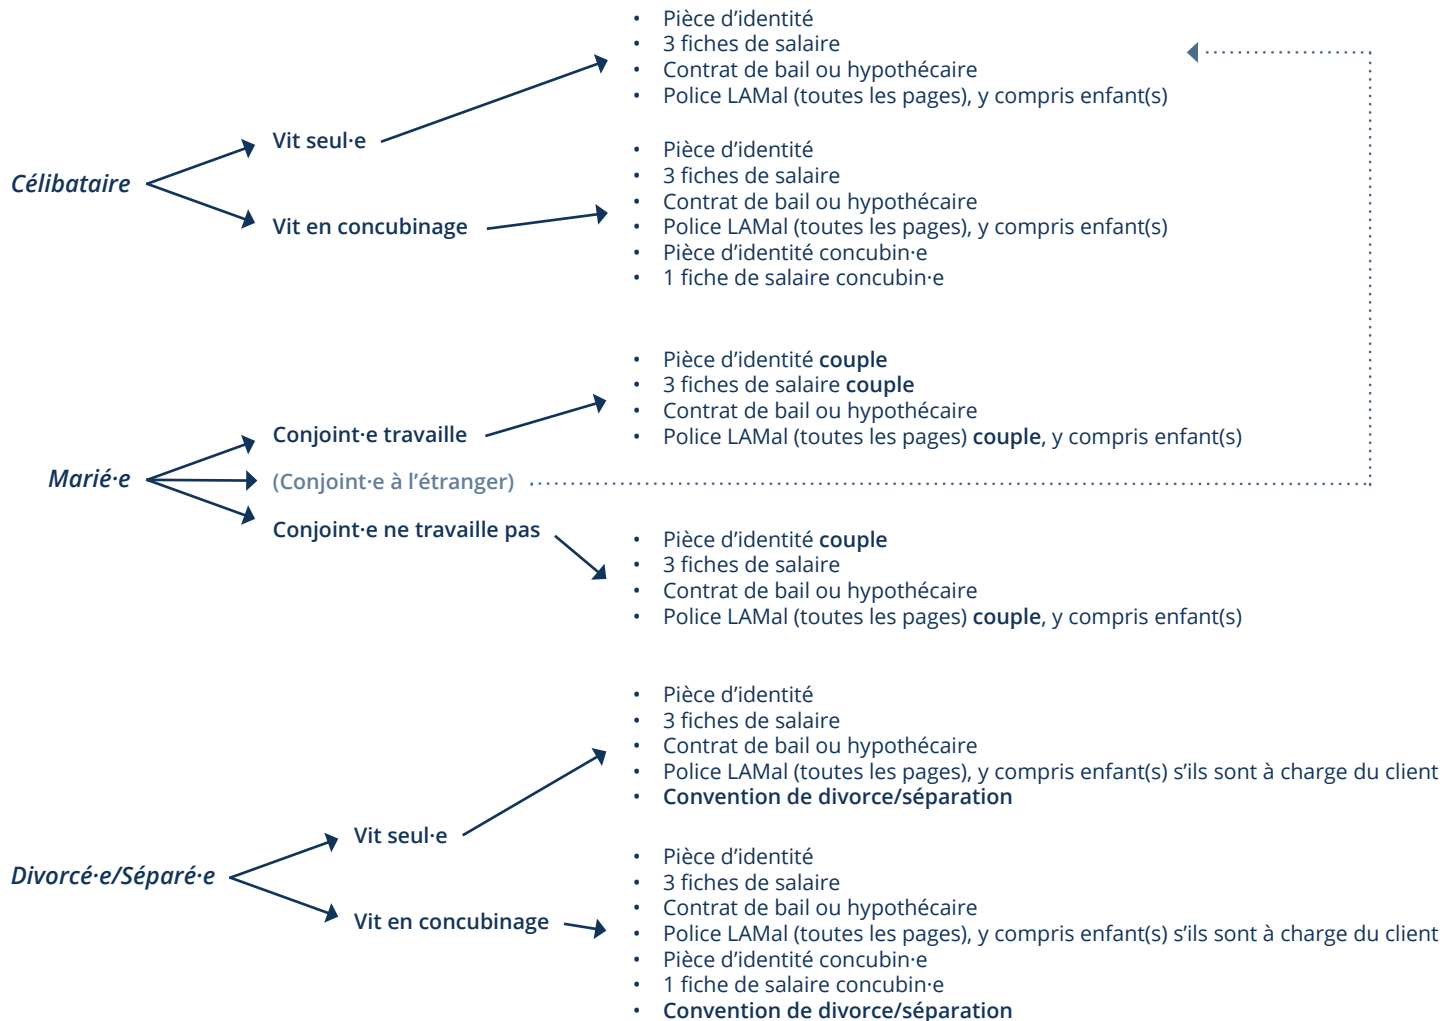 • Pièce d’identité
• 3 fiches de salaire
• Contrat de bail ou hypothécaire
• Police LAMal (toutes les pages), y compris enfant(s)
Vit seul·e
Célibataire
Vit en concubinage
• Pièce d’identité
• 3 fiches de salaire
• Contrat de bail ou hypothécaire
• Police LAMal (toutes les pages), y compris enfant(s)
• Pièce d’identité concubin·e
• 1 fiche de salaire concubin·e
• Pièce d’identité couple
• 3 fiches de salaire couple
• Contrat de bail ou hypothécaire
• Police LAMal (toutes les pages) couple, y compris enfant(s)
Conjoint·e travaille
Marié·e
(Conjoint·e à l’étranger)
Conjoint·e ne travaille pas
• Pièce d’identité couple
• 3 fiches de salaire
• Contrat de bail ou hypothécaire
• Police LAMal (toutes les pages) couple, y compris enfant(s)
• Pièce d’identité
• 3 fiches de salaire
• Contrat de bail ou hypothécaire
• Police LAMal (toutes les pages), y compris enfant(s) s’ils sont à charge du client
• Convention de divorce/séparation
Vit seul·e
Divorcé·e/Séparé·e
Vit en concubinage
• Pièce d’identité
• 3 fiches de salaire
• Contrat de bail ou hypothécaire
• Police LAMal (toutes les pages), y compris enfant(s) s’ils sont à charge du client
• Pièce d’identité concubin·e
• 1 fiche de salaire concubin·e
• Convention de divorce/séparation